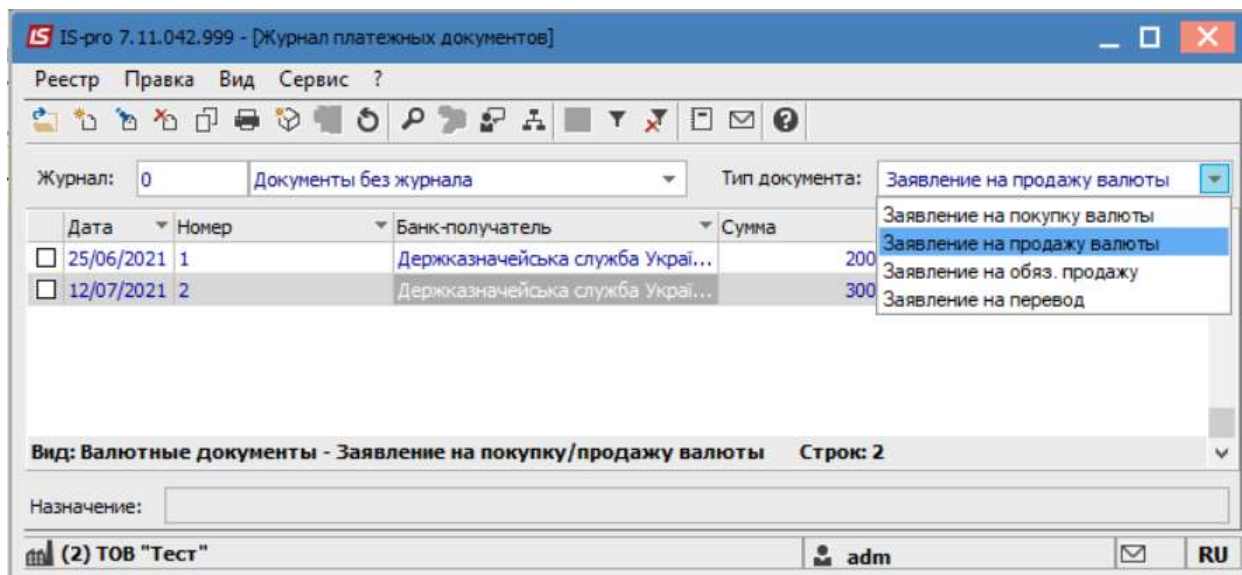 IS IS-pro 7.11.042.999 - [Журнал платежных документов]
Реестр Правка Вид Сервис ?
Журнал: 0 Документы без журнала Тип документа: Заявление на продажу валюты
Дата Номер Банк-получатель Сумма
25/06/2021 1 Держказначейська служба Украї... 200
12/07/2021 2 Держказначейська служба Украї... 300
Заявление на покупку валюты
Заявление на продажу валюты
Заявление на обяз. продажу
Заявление на перевод
Вид: Валютные документы - Заявление на покупку/продажу валюты Строк: 2
Назначение:
(2) ТОВ "Тест" adm RU